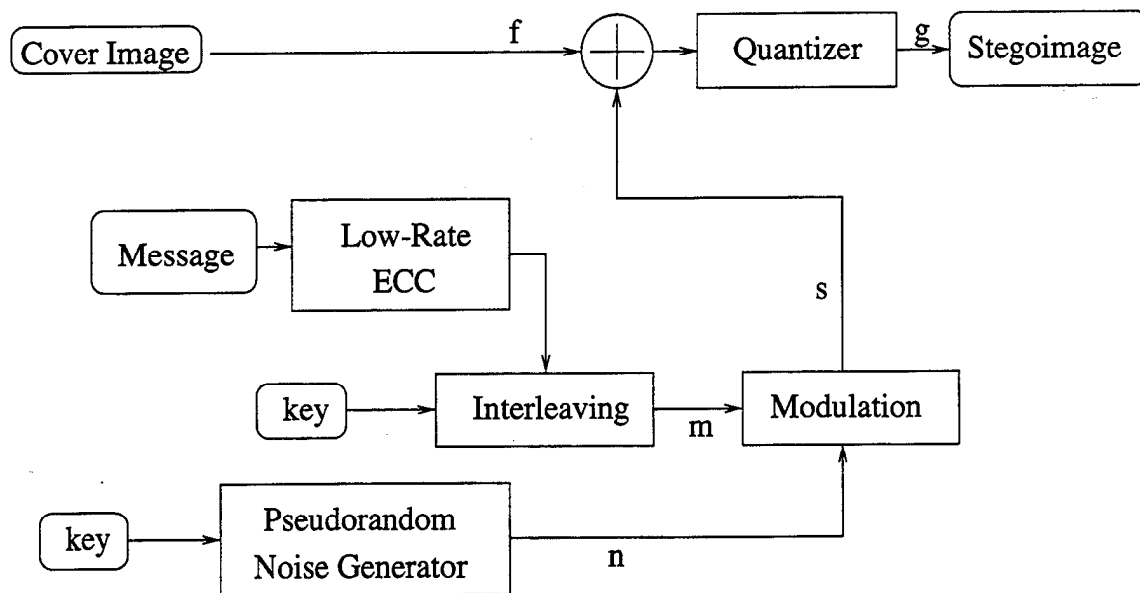 f
Cover Image
Quantizer
g
Stegoimage
Message
Low-Rate
ECC
s
key
Interleaving
m
Modulation
key
Pseudorandom
Noise Generator
n